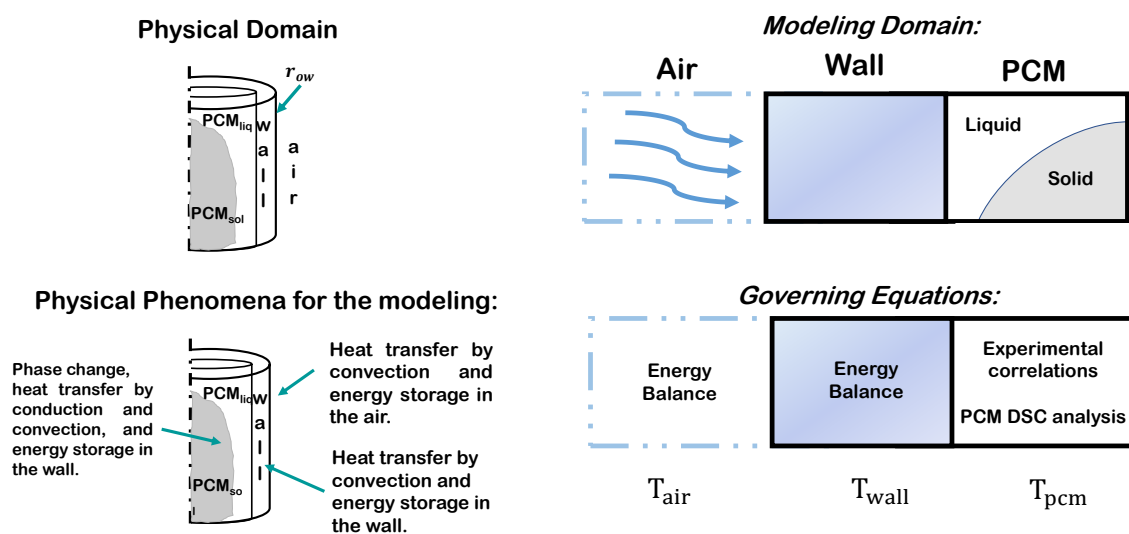 Physical Domain
r_ow
PCM_liq
w
a
l
l
a
i
r
PCM_sol
Modeling Domain:
Air
Wall
PCM
Liquid
Solid
Physical Phenomena for the modeling:
Phase change,
heat transfer by
conduction and
convection, and
energy storage in
the wall.
PCM_liq
w
a
l
l
PCM_so
l
Heat transfer by
convection and
energy storage in
the air.
Heat transfer by
convection and
energy storage in
the wall.
Governing Equations:
Energy
Balance
Energy
Balance
Experimental
correlations
PCM DSC analysis
T_air
T_wall
T_pcm